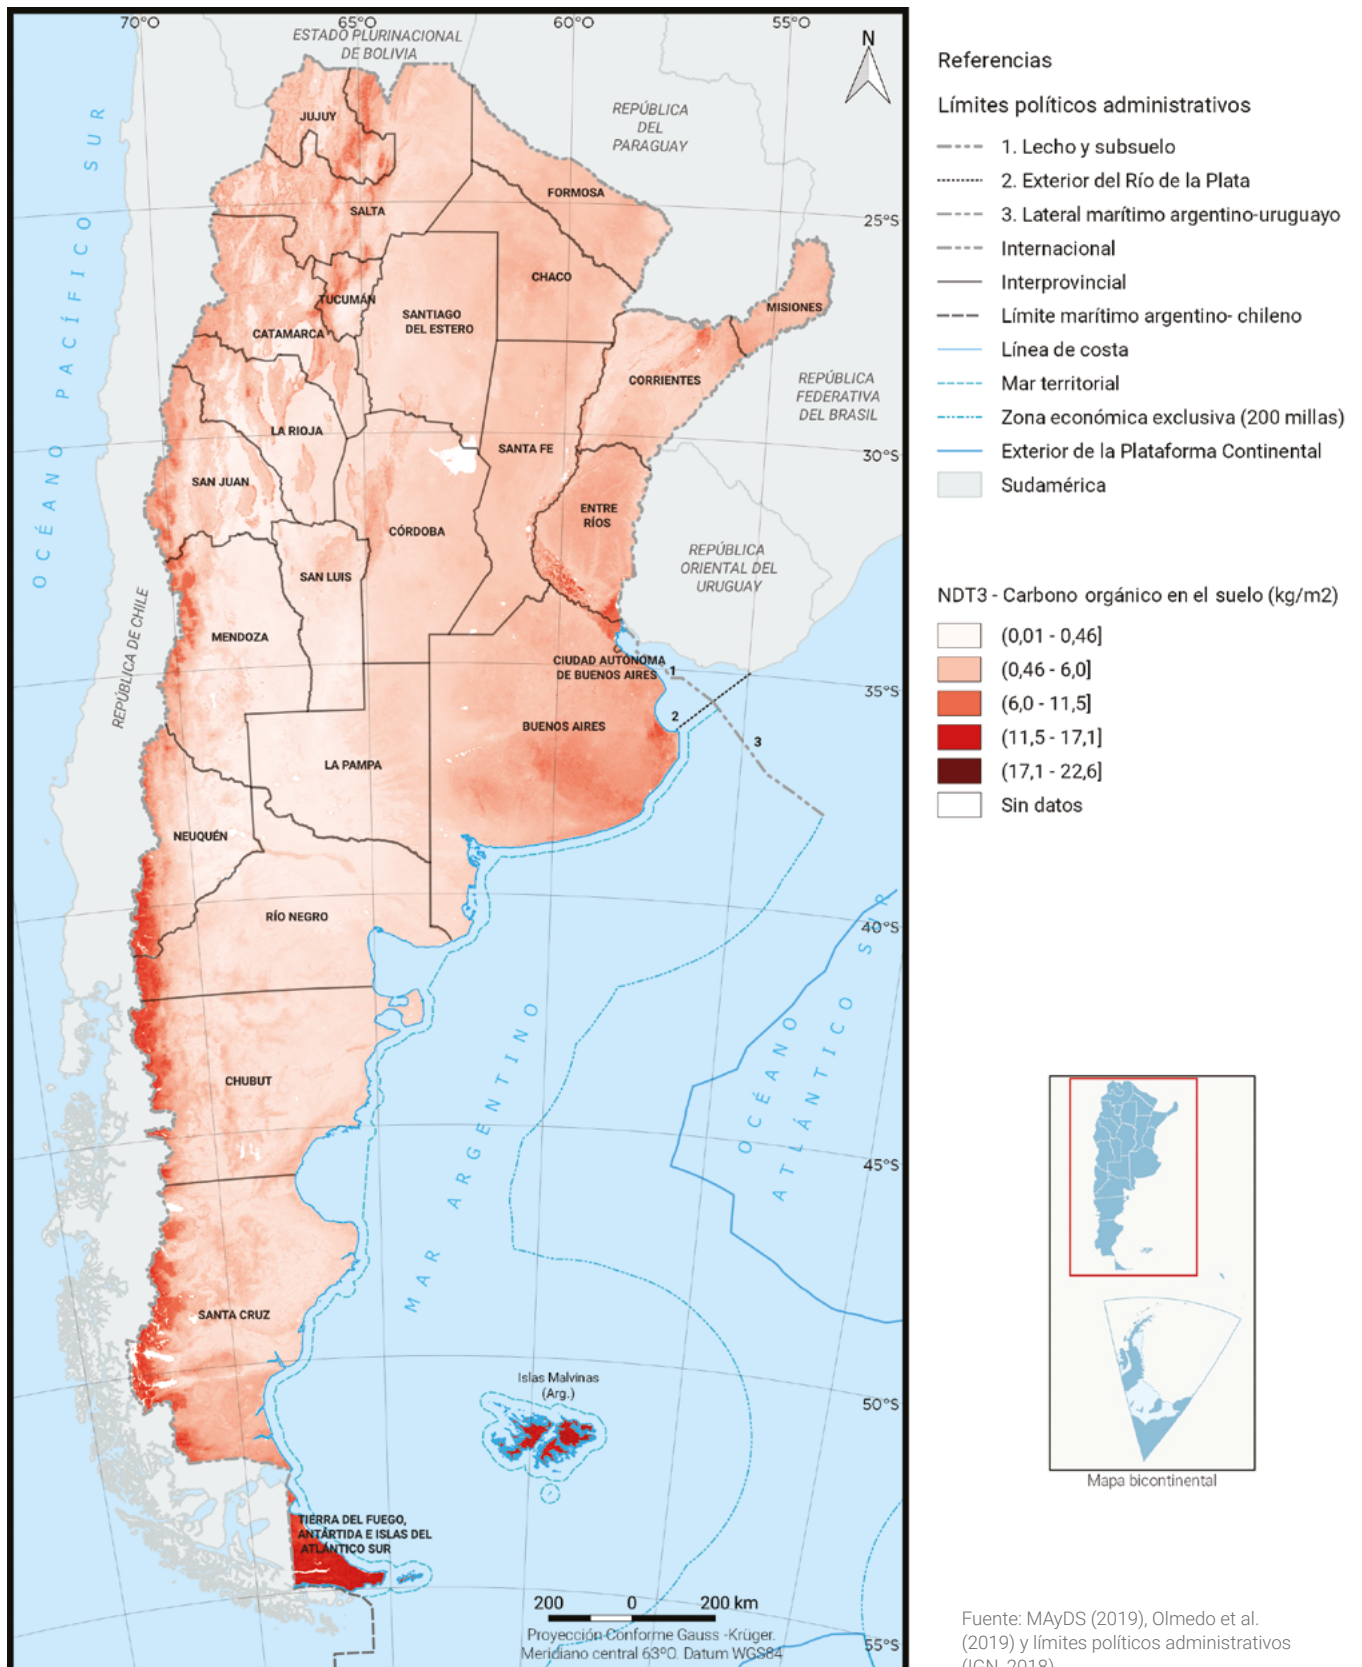 70°O
65°O
60°O
55°O
ESTADO PLURINACIONAL
DE BOLIVIA
N
JUJUY
REPÚBLICA
DEL
PARAGUAY
FORMOSA
SALTA
25°S
CHACO
TUCUMÁN
SANTIAGO
DEL ESTERO
MISIONES
CATAMARCA
CORRIENTES
REPÚBLICA
FEDERATIVA
DEL BRASIL
LA RIOJA
SANTA FE
30°S
SAN JUAN
ENTRE
RÍOS
CÓRDOBA
REPÚBLICA
ORIENTAL DEL
URUGUAY
SAN LUIS
MENDOZA
REPÚBLICA DE CHILE
CIUDAD AUTÓNOMA
DE BUENOS AIRES
1
35°S
2
BUENOS AIRES
3
LA PAMPA
NEUQUÉN
RÍO NEGRO
40°S
CHUBUT
45°S
SANTA CRUZ
Islas Malvinas
(Arg.)
50°S
TIERRA DEL FUEGO,
ANTÁRTIDA E ISLAS DEL
ATLÁNTICO SUR
55°S
OCÉANO PACÍFICO SUR
MAR ARGENTINO
OCÉANO
ATLÁNTICO SUR
200 0 200 km
Proyección Conforme Gauss -Krüger.
Meridiano central 63ºO. Datum WGS84
Referencias
Límites políticos administrativos
1. Lecho y subsuelo
2. Exterior del Río de la Plata
3. Lateral marítimo argentino-uruguayo
Internacional
Interprovincial
Límite marítimo argentino- chileno
Línea de costa
Mar territorial
Zona económica exclusiva (200 millas)
Exterior de la Plataforma Continental
Sudamérica
NDT3 - Carbono orgánico en el suelo (kg/m2)
(0,01 - 0,46]
(0,46 - 6,0]
(6,0 - 11,5]
(11,5 - 17,1]
(17,1 - 22,6]
Sin datos
Mapa bicontinental
Fuente: MAyDS (2019), Olmedo et al.
(2019) y límites políticos administrativos
(IGN, 2018)